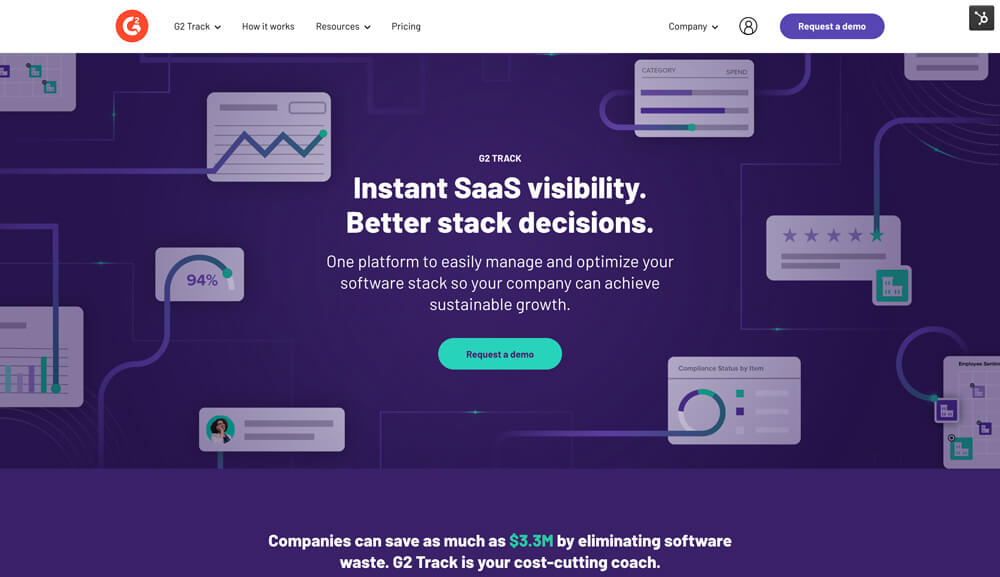 G2
G2 Track
How it works
Resources
Pricing
Company
Request a demo
CATEGORY
SPEND
G2 TRACK
Instant SaaS visibility.
Better stack decisions.
One platform to easily manage and optimize your
software stack so your company can achieve
sustainable growth.
94%
Request a demo
Compliance Status by Item
Employee Senti
Companies can save as much as $3.3M by eliminating software
waste. G2 Track is your cost-cutting coach.